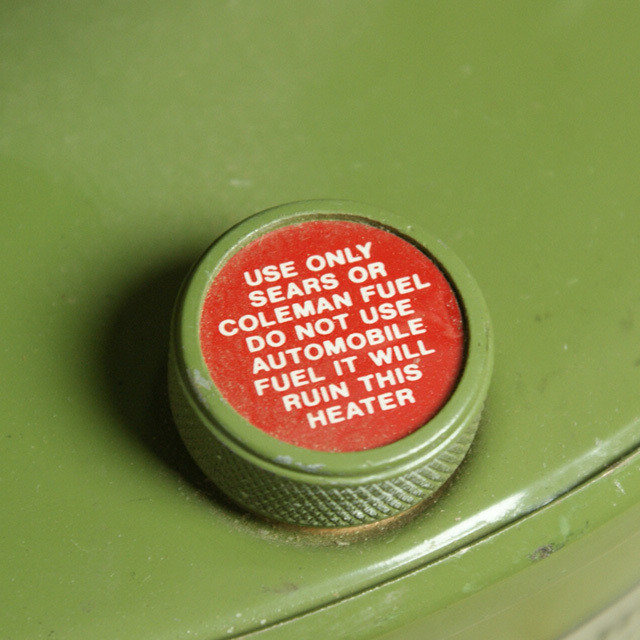 USE ONLY
SEARS OR
COLEMAN FUEL
DO NOT USE
AUTOMOBILE
FUEL IT WILL
RUIN THIS
HEATER